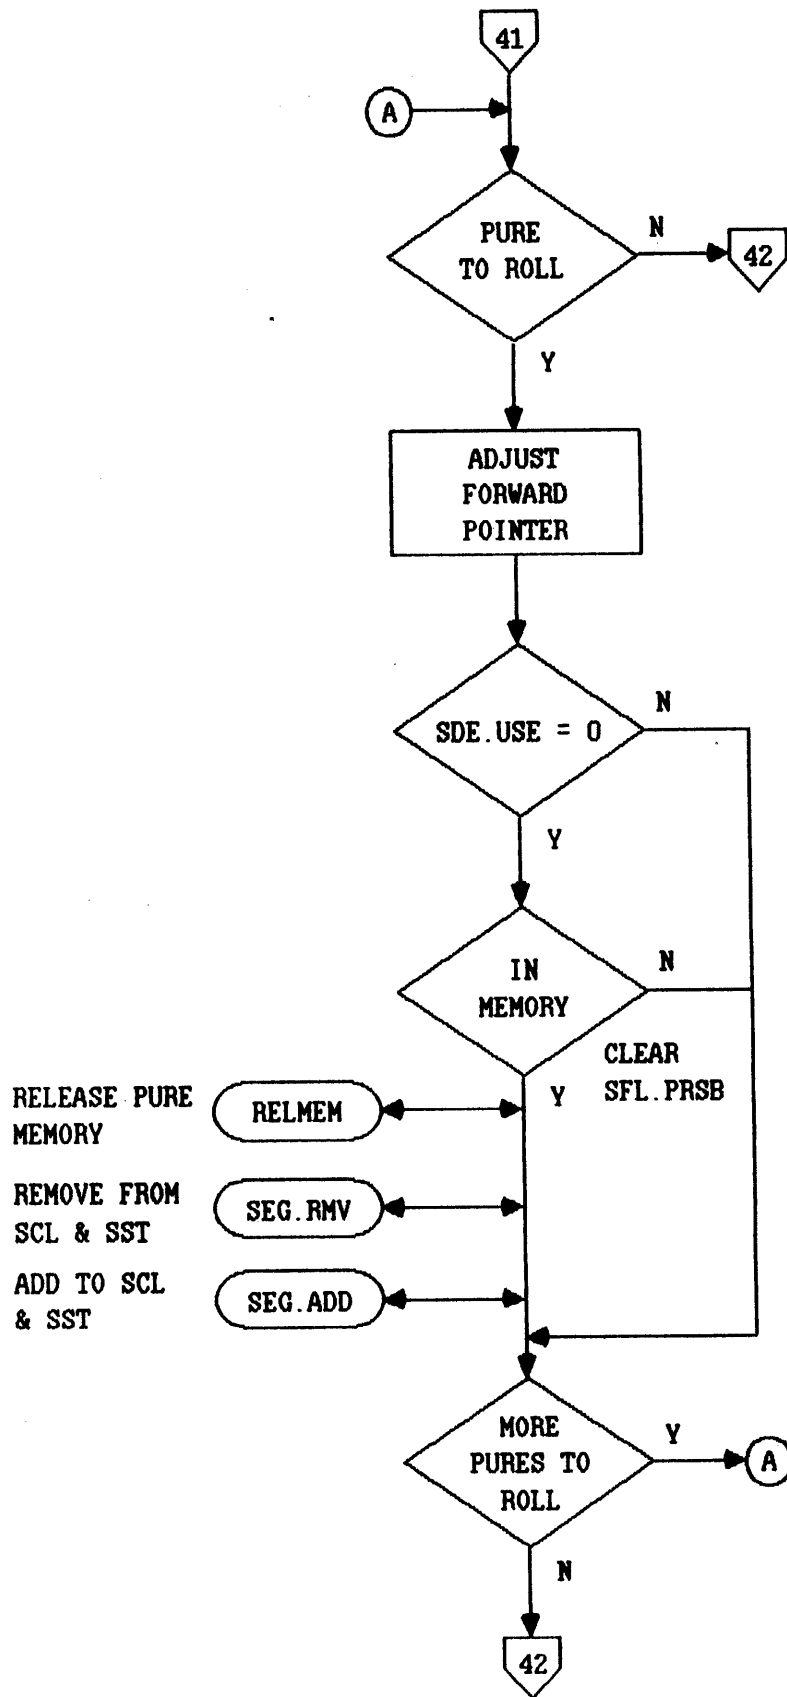 41
A
PURE
TO ROLL
N
42
Y
ADJUST
FORWARD
POINTER
SDE.USE = 0
N
Y
IN
MEMORY
N
CLEAR
SFL.PRSB
Y
RELEASE PURE
MEMORY
RELMEM
REMOVE FROM
SCL & SST
SEG.RMV
ADD TO SCL
& SST
SEG.ADD
MORE
PURES TO
ROLL
Y
A
N
42